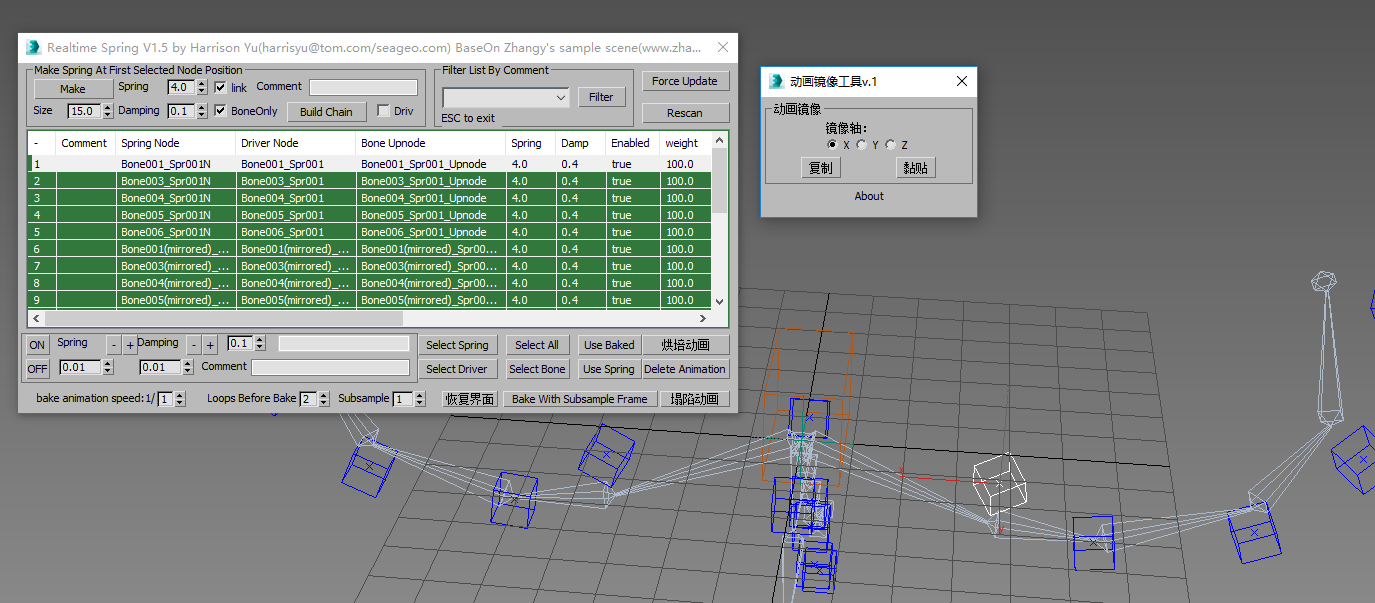 Realtime Spring V1.5 by Harrison Yu(harrisyu@tom.com/seageo.com) BaseOn Zhangy's sample scene(www.zha...
Make Spring At First Selected Node Position
Make Spring 4.0 link Comment
Size 15.0 Damping 0.1 BoneOnly Build Chain Driv
Filter List By Comment
Filter
ESC to exit
Force Update
Rescan
- Comment Spring Node Driver Node Bone Upnode Spring Damp Enabled weight
1 Bone001_Spr001N Bone001_Spr001 Bone001_Spr001_Upnode 4.0 0.4 true 100.0
2 Bone003_Spr001N Bone003_Spr001 Bone003_Spr001_Upnode 4.0 0.4 true 100.0
3 Bone004_Spr001N Bone004_Spr001 Bone004_Spr001_Upnode 4.0 0.4 true 100.0
4 Bone005_Spr001N Bone005_Spr001 Bone005_Spr001_Upnode 4.0 0.4 true 100.0
5 Bone006_Spr001N Bone006_Spr001 Bone006_Spr001_Upnode 4.0 0.4 true 100.0
6 Bone001(mirrored)_... Bone001(mirrored)_... Bone001(mirrored)_Spr00... 4.0 0.4 true 100.0
7 Bone003(mirrored)_... Bone003(mirrored)_... Bone003(mirrored)_Spr00... 4.0 0.4 true 100.0
8 Bone004(mirrored)_... Bone004(mirrored)_... Bone004(mirrored)_Spr00... 4.0 0.4 true 100.0
9 Bone005(mirrored)_... Bone005(mirrored)_... Bone005(mirrored)_Spr00... 4.0 0.4 true 100.0
ON Spring - + Damping - + 0.1 Select Spring Select All Use Baked 烘培动画
OFF 0.01 0.01 Comment Select Driver Select Bone Use Spring Delete Animation
bake animation speed:1/ 1 Loops Before Bake 2 Subsample 1 恢复界面 Bake With Subsample Frame 塌陷动画
动画镜像工具v.1
动画镜像
镜像轴：
X Y Z
复制 黏贴
About